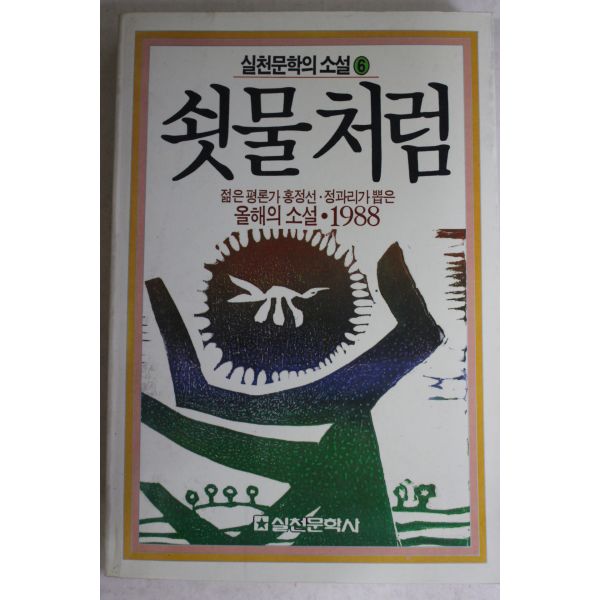 실천문학의 소설 6
쇳물처럼
젊은 평론가 홍정선·정과리가 뽑은
올해의 소설·1988
실천문학사